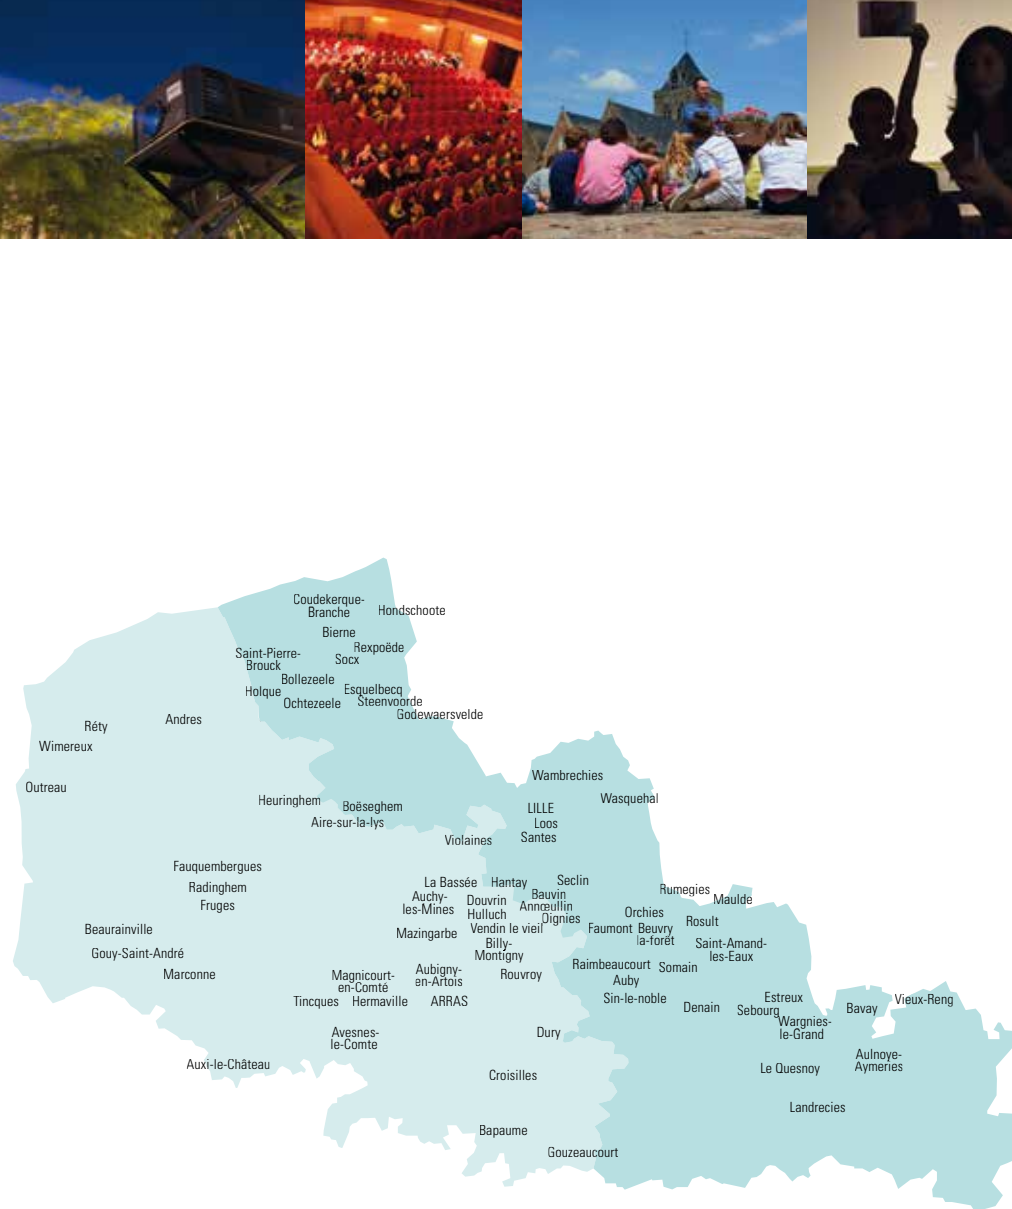 Coudekerque-
Branche
Hondschoote
Bierne
Rexpoëde
Saint-Pierre-
Brouck
Socx
Bollezeele
Holque
Esquelbecq
Ochtezeele
Steenvoorde
Godewaersvelde
Andres
Réty
Wimereux
Outreau
Wambrechies
Wasquehal
Heuringhem
Boëseghem
LILLE
Aire-sur-la-lys
Loos
Violaines
Santes
Fauquembergues
Radinghem
Fruges
La Bassée
Hantay
Seclin
Auchy-
les-Mines
Douvrin
Bauvin
Annœullin
Hulluch
Oignies
Rumegies
Maulde
Orchies
Rosult
Beaurainville
Mazingarbe
Vendin le vieil
Faumont
Beuvry
la-forêt
Billy-
Montigny
Saint-Amand-
les-Eaux
Gouy-Saint-André
Marconne
Magnicourt-
en-Comté
Aubigny-
en-Artois
Rouvroy
Raimbeaucourt
Somain
Auby
Tincques
Hermaville
ARRAS
Sin-le-noble
Denain
Estreux
Sebourg
Wargnies-
le-Grand
Bavay
Vieux-Reng
Avesnes-
le-Comte
Dury
Aulnoye-
Aymeries
Auxi-le-Château
Croisilles
Le Quesnoy
Landrecies
Bapaume
Gouzeaucourt